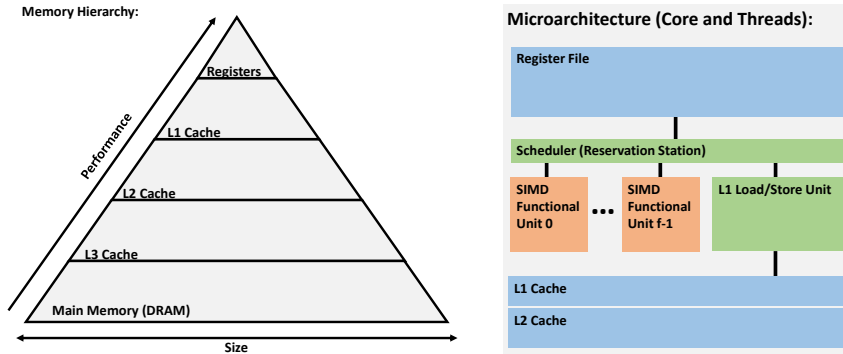 Memory Hierarchy:
Registers
L1 Cache
L2 Cache
L3 Cache
Main Memory (DRAM)
Performance
Size
Microarchitecture (Core and Threads):
Register File
Scheduler (Reservation Station)
SIMD
Functional
Unit 0
...
SIMD
Functional
Unit f-1
L1 Load/Store Unit
L1 Cache
L2 Cache